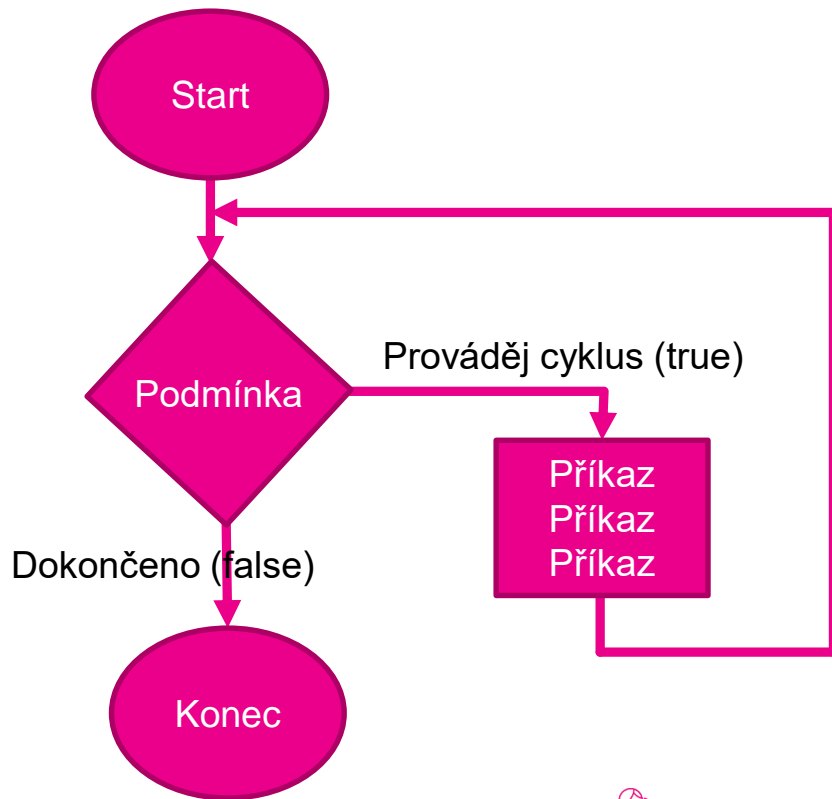 Start
Prováděj cyklus (true)
Podmínka
Příkaz
Příkaz
Příkaz
Dokončeno (false)
Konec